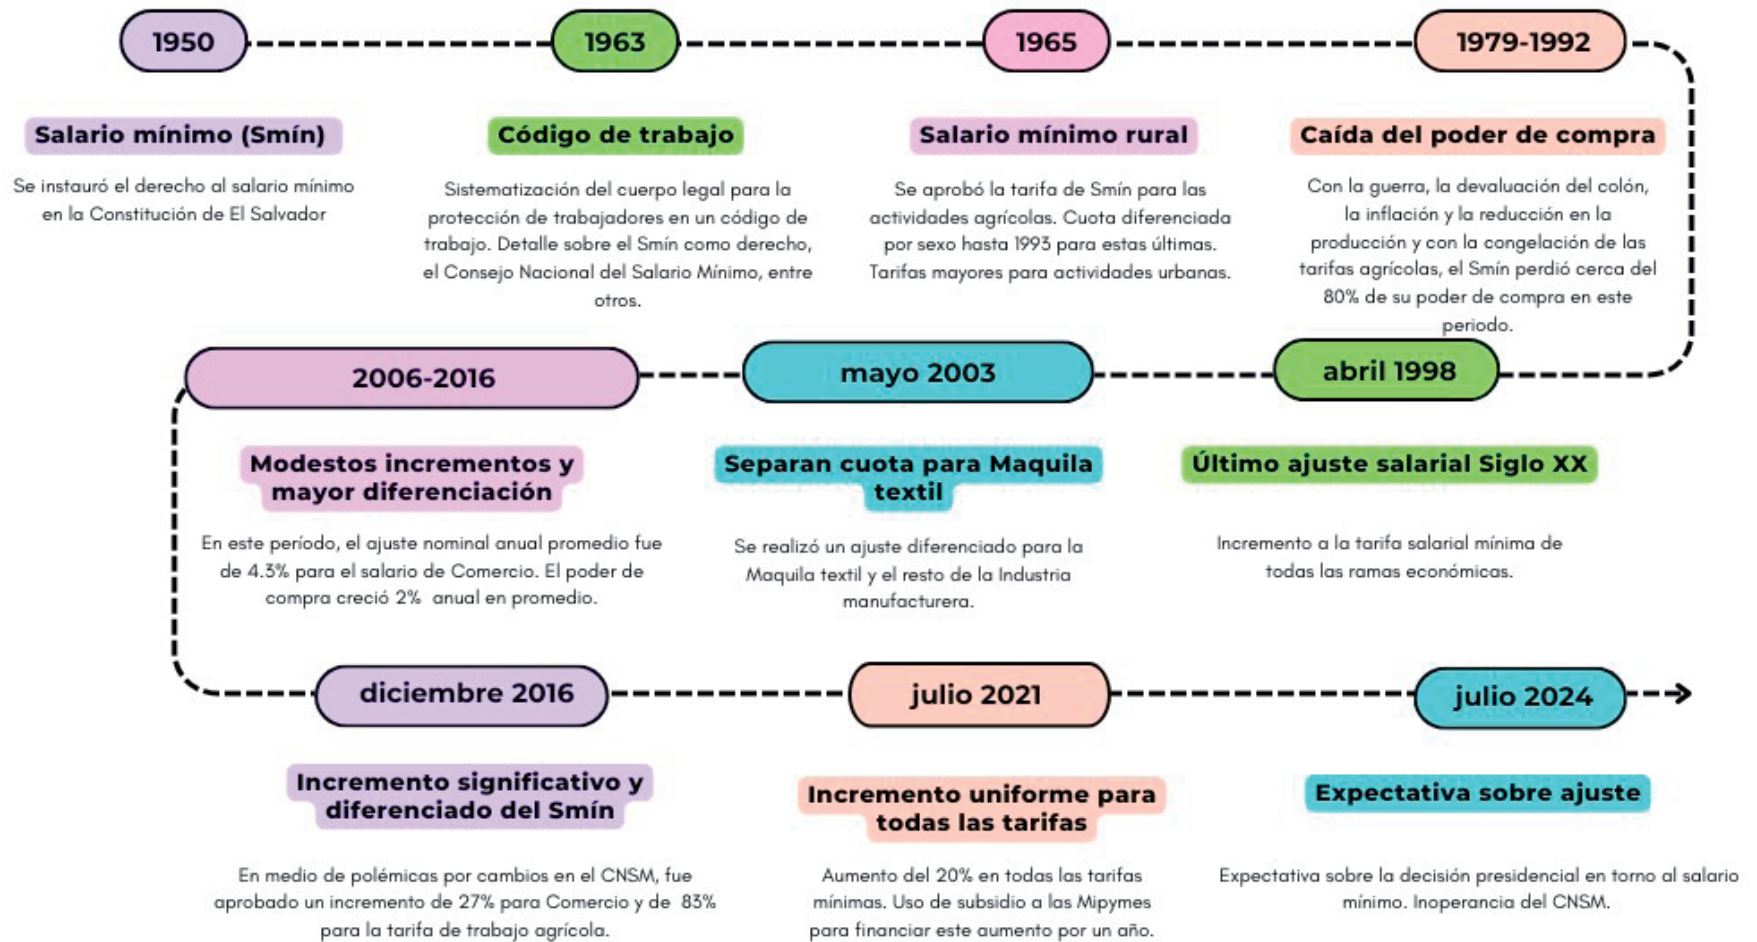 1950
Salario mínimo (Smín)
Se instauró el derecho al salario mínimo
en la Constitución de El Salvador
1963
Código de trabajo
Sistematización del cuerpo legal para la
protección de trabajadores en un código de
trabajo. Detalle sobre el Smín como derecho,
el Consejo Nacional del Salario Mínimo, entre
otros.
1965
Salario mínimo rural
Se aprobó la tarifa de Smín para las
actividades agrícolas. Cuota diferenciada
por sexo hasta 1993 para estas últimas.
Tarifas mayores para actividades urbanas.
1979-1992
Caída del poder de compra
Con la guerra, la devaluación del colón,
la inflación y la reducción en la
producción y con la congelación de las
tarifas agrícolas, el Smín perdió cerca del
80% de su poder de compra en este
periodo.
abril 1998
Último ajuste salarial Siglo XX
Incremento a la tarifa salarial mínima de
todas las ramas económicas.
mayo 2003
Separan cuota para Maquila
textil
Se realizó un ajuste diferenciado para la
Maquila textil y el resto de la Industria
manufacturera.
2006-2016
Modestos incrementos y
mayor diferenciación
En este período, el ajuste nominal anual promedio fue
de 4.3% para el salario de Comercio. El poder de
compra creció 2% anual en promedio.
diciembre 2016
Incremento significativo y
diferenciado del Smín
En medio de polémicas por cambios en el CNSM, fue
aprobado un incremento de 27% para Comercio y de 83%
para la tarifa de trabajo agrícola.
julio 2021
Incremento uniforme para
todas las tarifas
Aumento del 20% en todas las tarifas
mínimas. Uso de subsidio a las Mipymes
para financiar este aumento por un año.
julio 2024
Expectativa sobre ajuste
Expectativa sobre la decisión presidencial en torno al salario
mínimo. Inoperancia del CNSM.